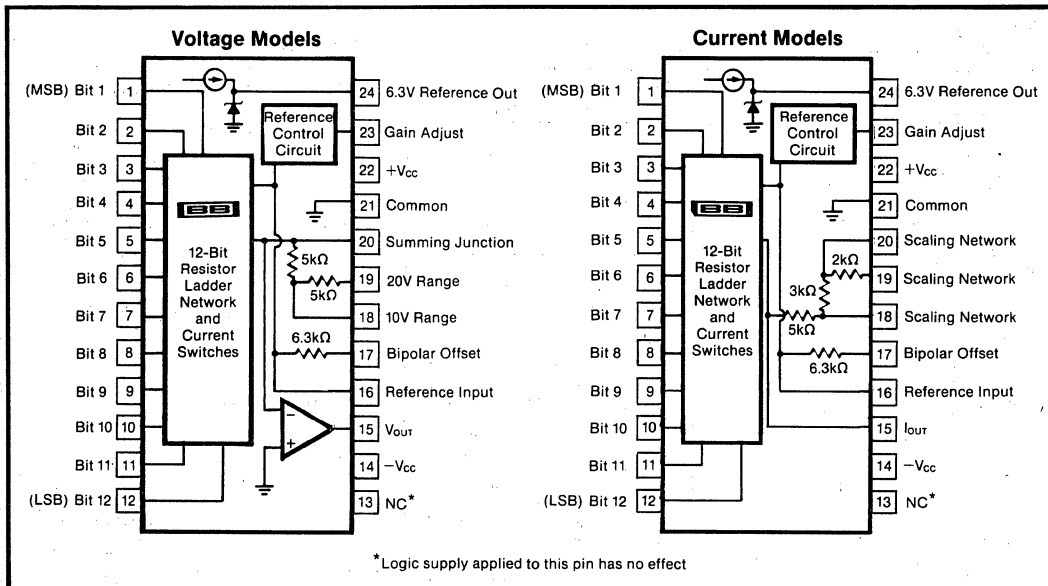 Voltage Models
(MSB) Bit 1 1
Bit 2 2
Bit 3 3
Bit 4 4
Bit 5 5
Bit 6 6
Bit 7 7
Bit 8 8
Bit 9 9
Bit 10 10
Bit 11 11
(LSB) Bit 12 12
BB
12-Bit
Resistor
Ladder
Network
and
Current
Switches
Reference
Control
Circuit
5kΩ
5kΩ
6.3kΩ
−
+
24 6.3V Reference Out
23 Gain Adjust
22 +Vcc
21 Common
20 Summing Junction
19 20V Range
18 10V Range
17 Bipolar Offset
16 Reference Input
15 VOUT
14 −Vcc
13 NC*
Current Models
(MSB) Bit 1 1
Bit 2 2
Bit 3 3
Bit 4 4
Bit 5 5
Bit 6 6
Bit 7 7
Bit 8 8
Bit 9 9
Bit 10 10
Bit 11 11
(LSB) Bit 12 12
BB
12-Bit
Resistor
Ladder
Network
and
Current
Switches
Reference
Control
Circuit
2kΩ
3kΩ
5kΩ
6.3kΩ
24 6.3V Reference Out
23 Gain Adjust
22 +Vcc
21 Common
20 Scaling Network
19 Scaling Network
18 Scaling Network
17 Bipolar Offset
16 Reference Input
15 IOUT
14 −Vcc
13 NC*
*Logic supply applied to this pin has no effect